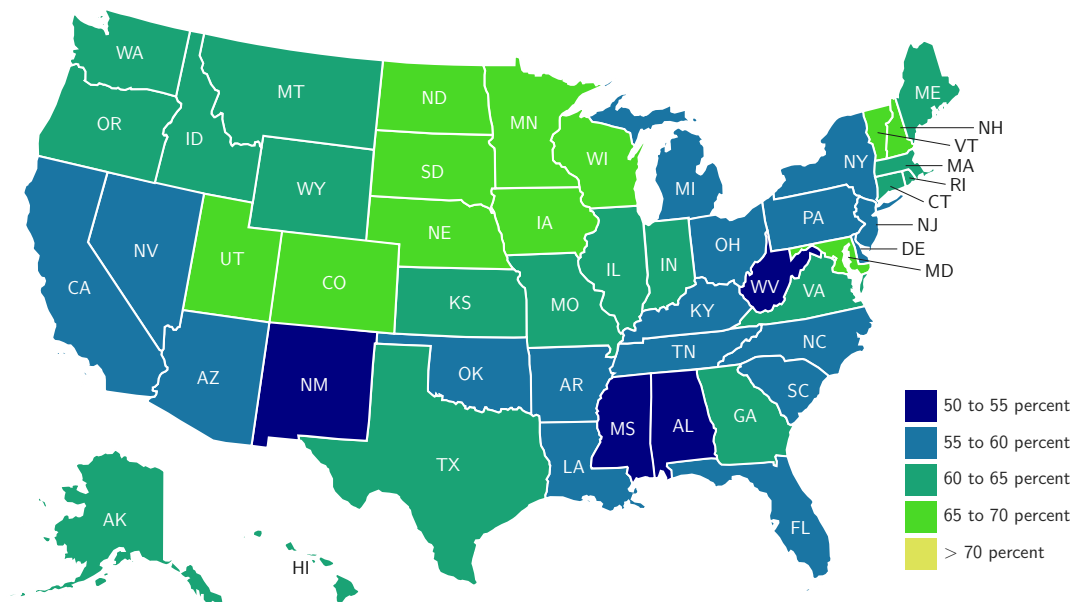 WA
MT
ND
MN
ME
OR
ID
NH
VT
WI
NY
MA
SD
RI
WY
MI
CT
PA
NJ
IA
NE
OH
DE
NV
UT
IL
IN
MD
CO
WV
VA
CA
KS
MO
KY
NC
TN
AZ
OK
NM
AR
SC
50 to 55 percent
GA
AL
MS
55 to 60 percent
TX
LA
60 to 65 percent
65 to 70 percent
AK
FL
> 70 percent
HI